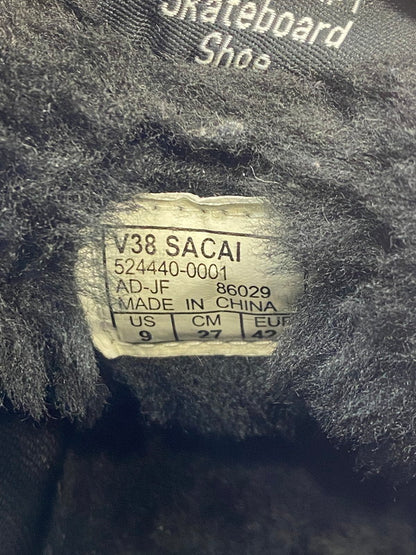 Skateboard
Shoe
V38 SACAI
524440-0001
AD-JF 86029
MADE IN CHINA
US CM EUR
9 27 42